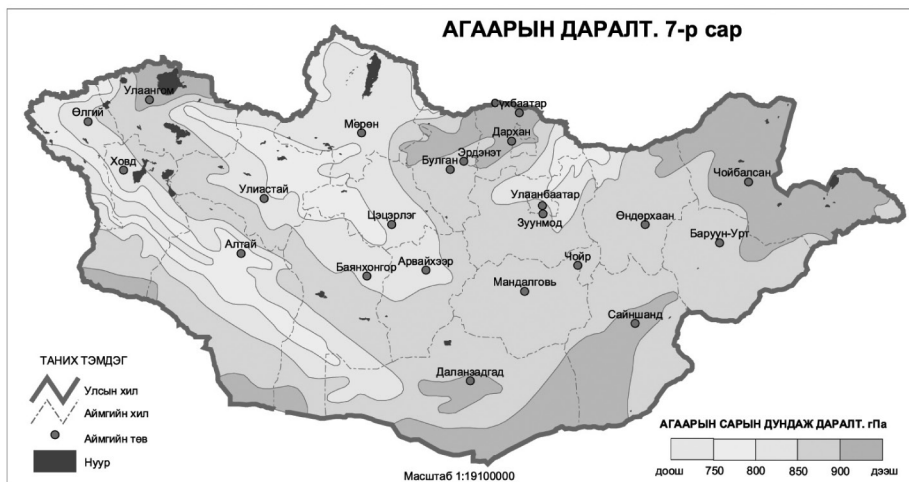 АГААРЫН ДАРАЛТ. 7-р сар
Улаангом
Өлгий
Ховд
Улиастай
Алтай
Мөрөн
Цэцэрлэг
Баянхонгор
Арвайхээр
Сүхбаатар
Дархан
Эрдэнэт
Булган
Улаанбаатар
Зуунмод
Чойр
Мандалговь
Өндөрхаан
Чойбалсан
Баруун-Урт
Сайншанд
Даланзадгад
ТАНИХ ТЭМДЭГ
Улсын хил
Аймгийн хил
Аймгийн төв
Нуур
Масштаб 1:19100000
АГААРЫН САРЫН ДУНДАЖ ДАРАЛТ. гПа
доош 750 800 850 900 дээш